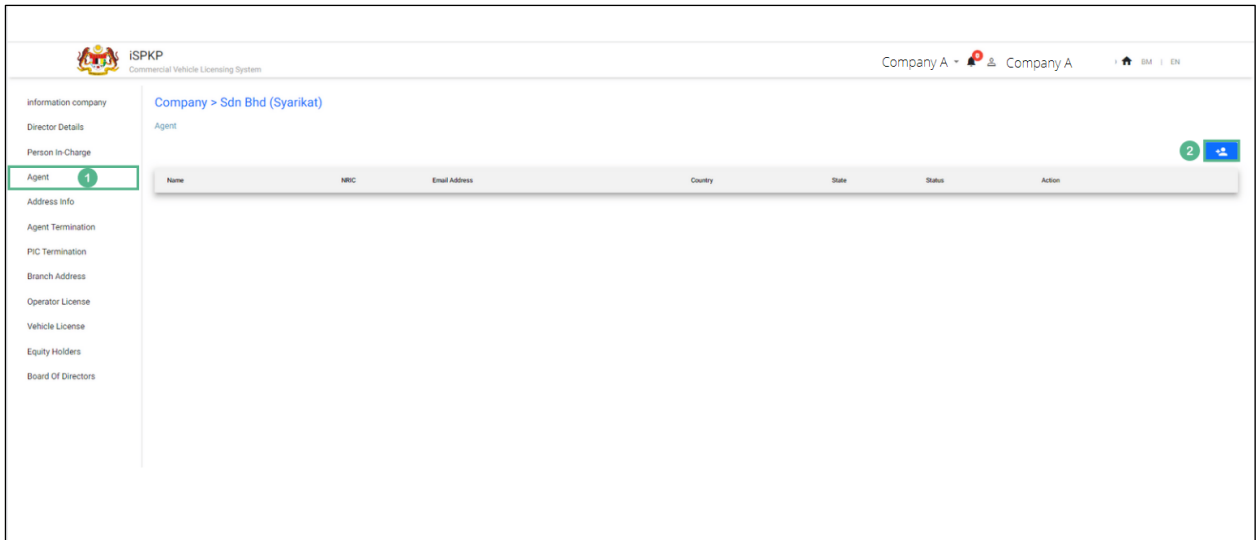 iSPKP
Commercial Vehicle Licensing System
Company A
0
Company A
BM | EN
information company
Director Details
Person In-Charge
Agent 1
Address Info
Agent Termination
PIC Termination
Branch Address
Operator License
Vehicle License
Equity Holders
Board Of Directors
Company > Sdn Bhd (Syarikat)
Agent
2
Name NRIC Email Address Country State Status Action